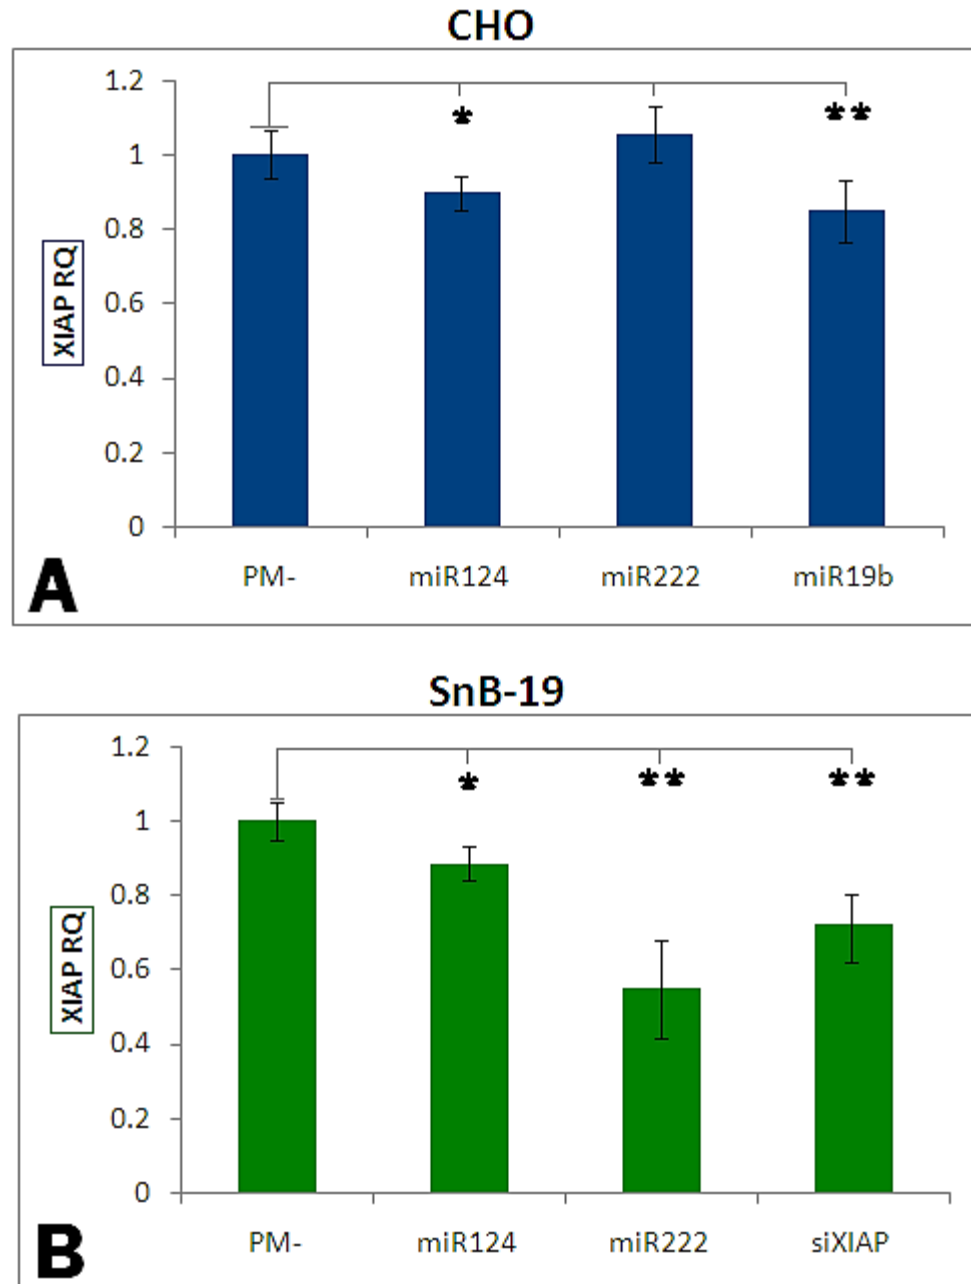 CHO
1.2
1
0.8
0.6
0.4
0.2
0
XIAP RQ
*
**
PM- miR124 miR222 miR19b
A
SnB-19
1.2
1
0.8
0.6
0.4
0.2
0
XIAP RQ
*
**
**
PM- miR124 miR222 siXIAP
B